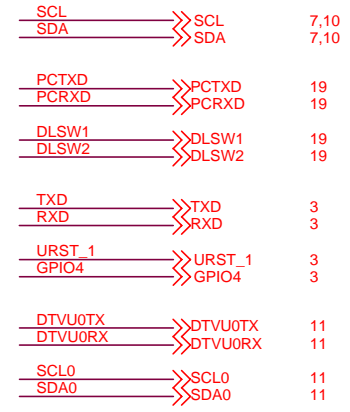 SCL SCL 7,10
SDA SDA 7,10
PCTXD PCTXD 19
PCRXD PCRXD 19
DLSW1 DLSW1 19
DLSW2 DLSW2 19
TXD TXD 3
RXD RXD 3
URST_1 URST_1 3
GPIO4 GPIO4 3
DTVU0TX DTVU0TX 11
DTVU0RX DTVU0RX 11
SCL0 SCL0 11
SDA0 SDA0 11